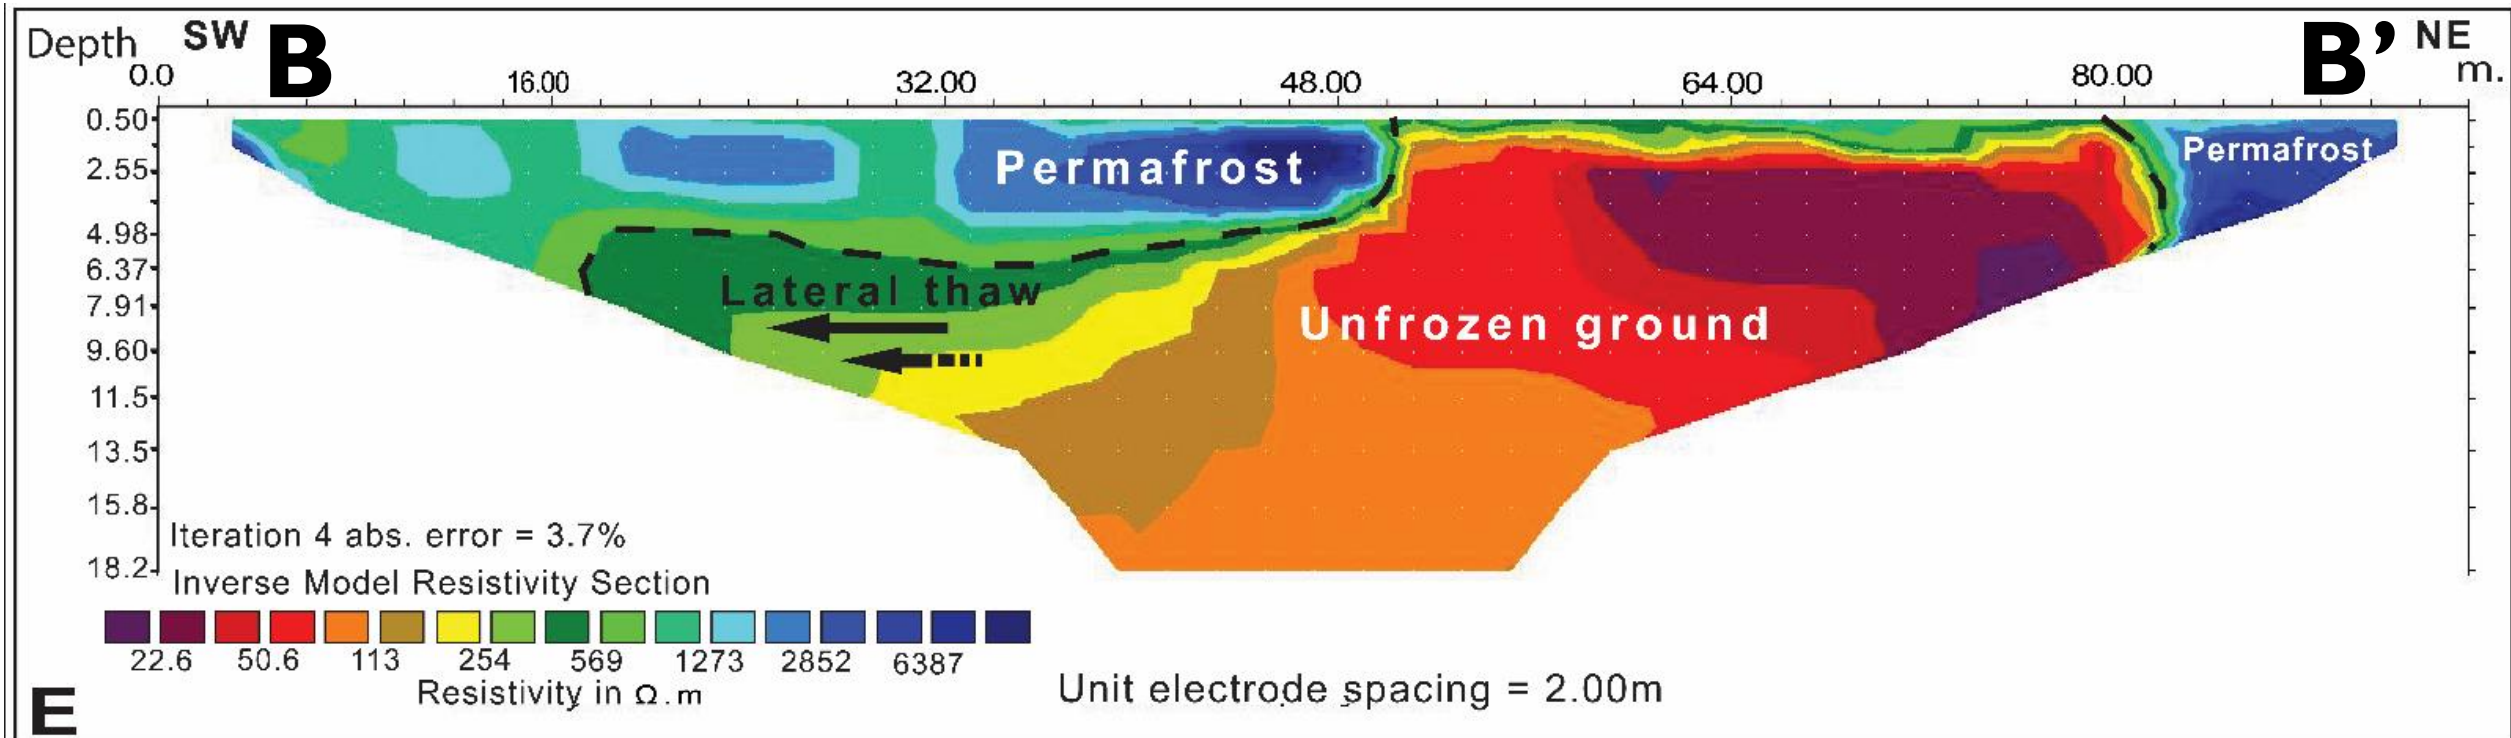 Depth SW B B’ NE
0.0 16.00 32.00 48.00 64.00 80.00 m.
0.50
2.55
4.98
6.37
7.91
9.60
11.5
13.5
15.8
18.2
Permafrost
Permafrost
Lateral thaw
Unfrozen ground
Iteration 4 abs. error = 3.7%
Inverse Model Resistivity Section
22.6 50.6 113 254 569 1273 2852 6387
Resistivity in Ω.m
Unit electrode spacing = 2.00m
E